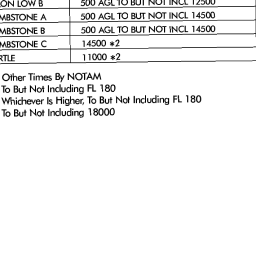 ON LOW B 500 AGL TO BUT NOT INCL 12500
MBSTONE A 500 AGL TO BUT NOT INCL 14500
MBSTONE B 500 AGL TO BUT NOT INCL 14500
MBSTONE C 14500 *2
RTLE 11000 *2
Other Times By NOTAM
To But Not Including FL 180
Whichever Is Higher, To But Not Including FL 180
To But Not Including 18000